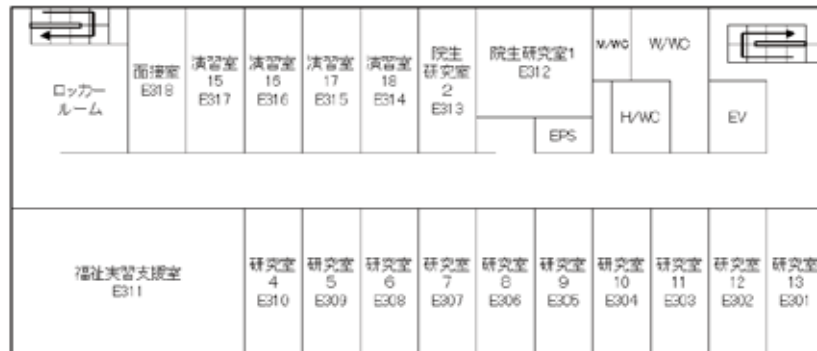 ロッカー
ルーム
面接室
E318
演習室
15
E317
演習室
16
E316
演習室
17
E315
演習室
18
E314
院生
研究室
2
E313
院生研究室1
E312
EPS
M/WC
W/WC
H/WC
EV
福祉実習支援室
E311
研究室
4
E310
研究室
5
E309
研究室
6
E308
研究室
7
E307
研究室
8
E306
研究室
9
E305
研究室
10
E304
研究室
11
E303
研究室
12
E302
研究室
13
E301